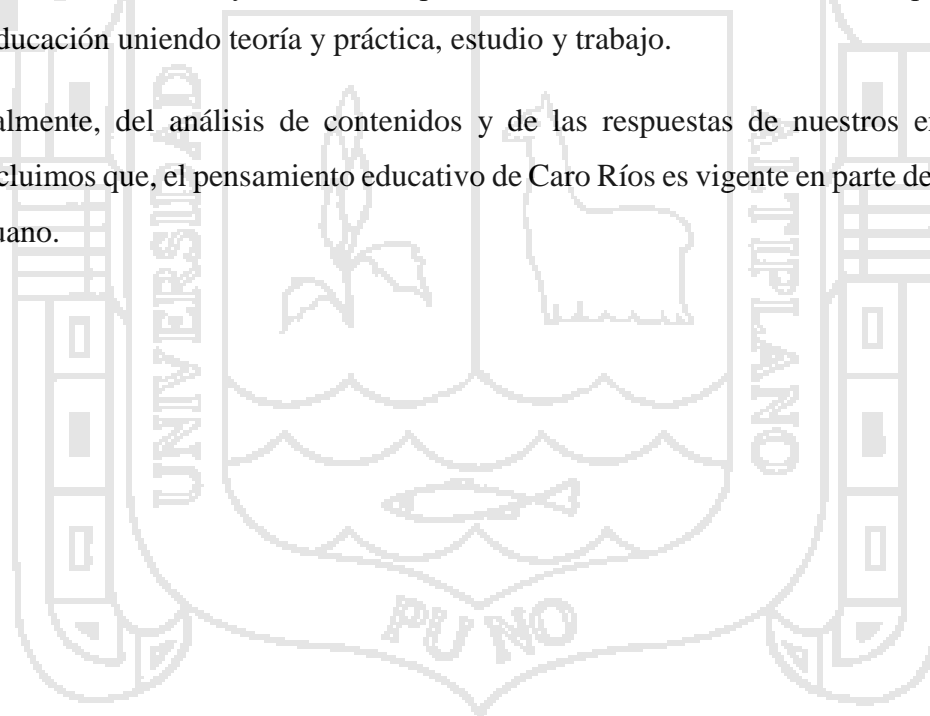 ducación uniendo teoría y práctica, estudio y trabajo.
almente, del análisis de contenidos y de las respuestas de nuestros e
cluimos que, el pensamiento educativo de Caro Ríos es vigente en parte de
uano.
UNIVERSIDAD
ALTIPLANO
PUNO